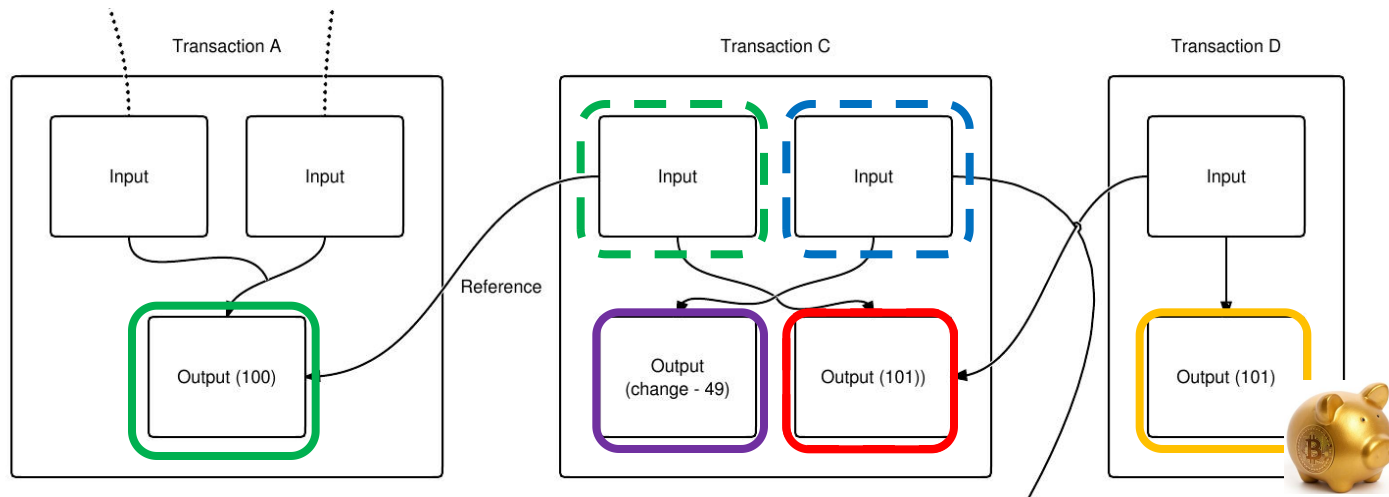 Transaction A
Transaction C
Transaction D
Input
Input
Input
Input
Input
Reference
Output (100)
Output
(change - 49)
Output (101))
Output (101)
B